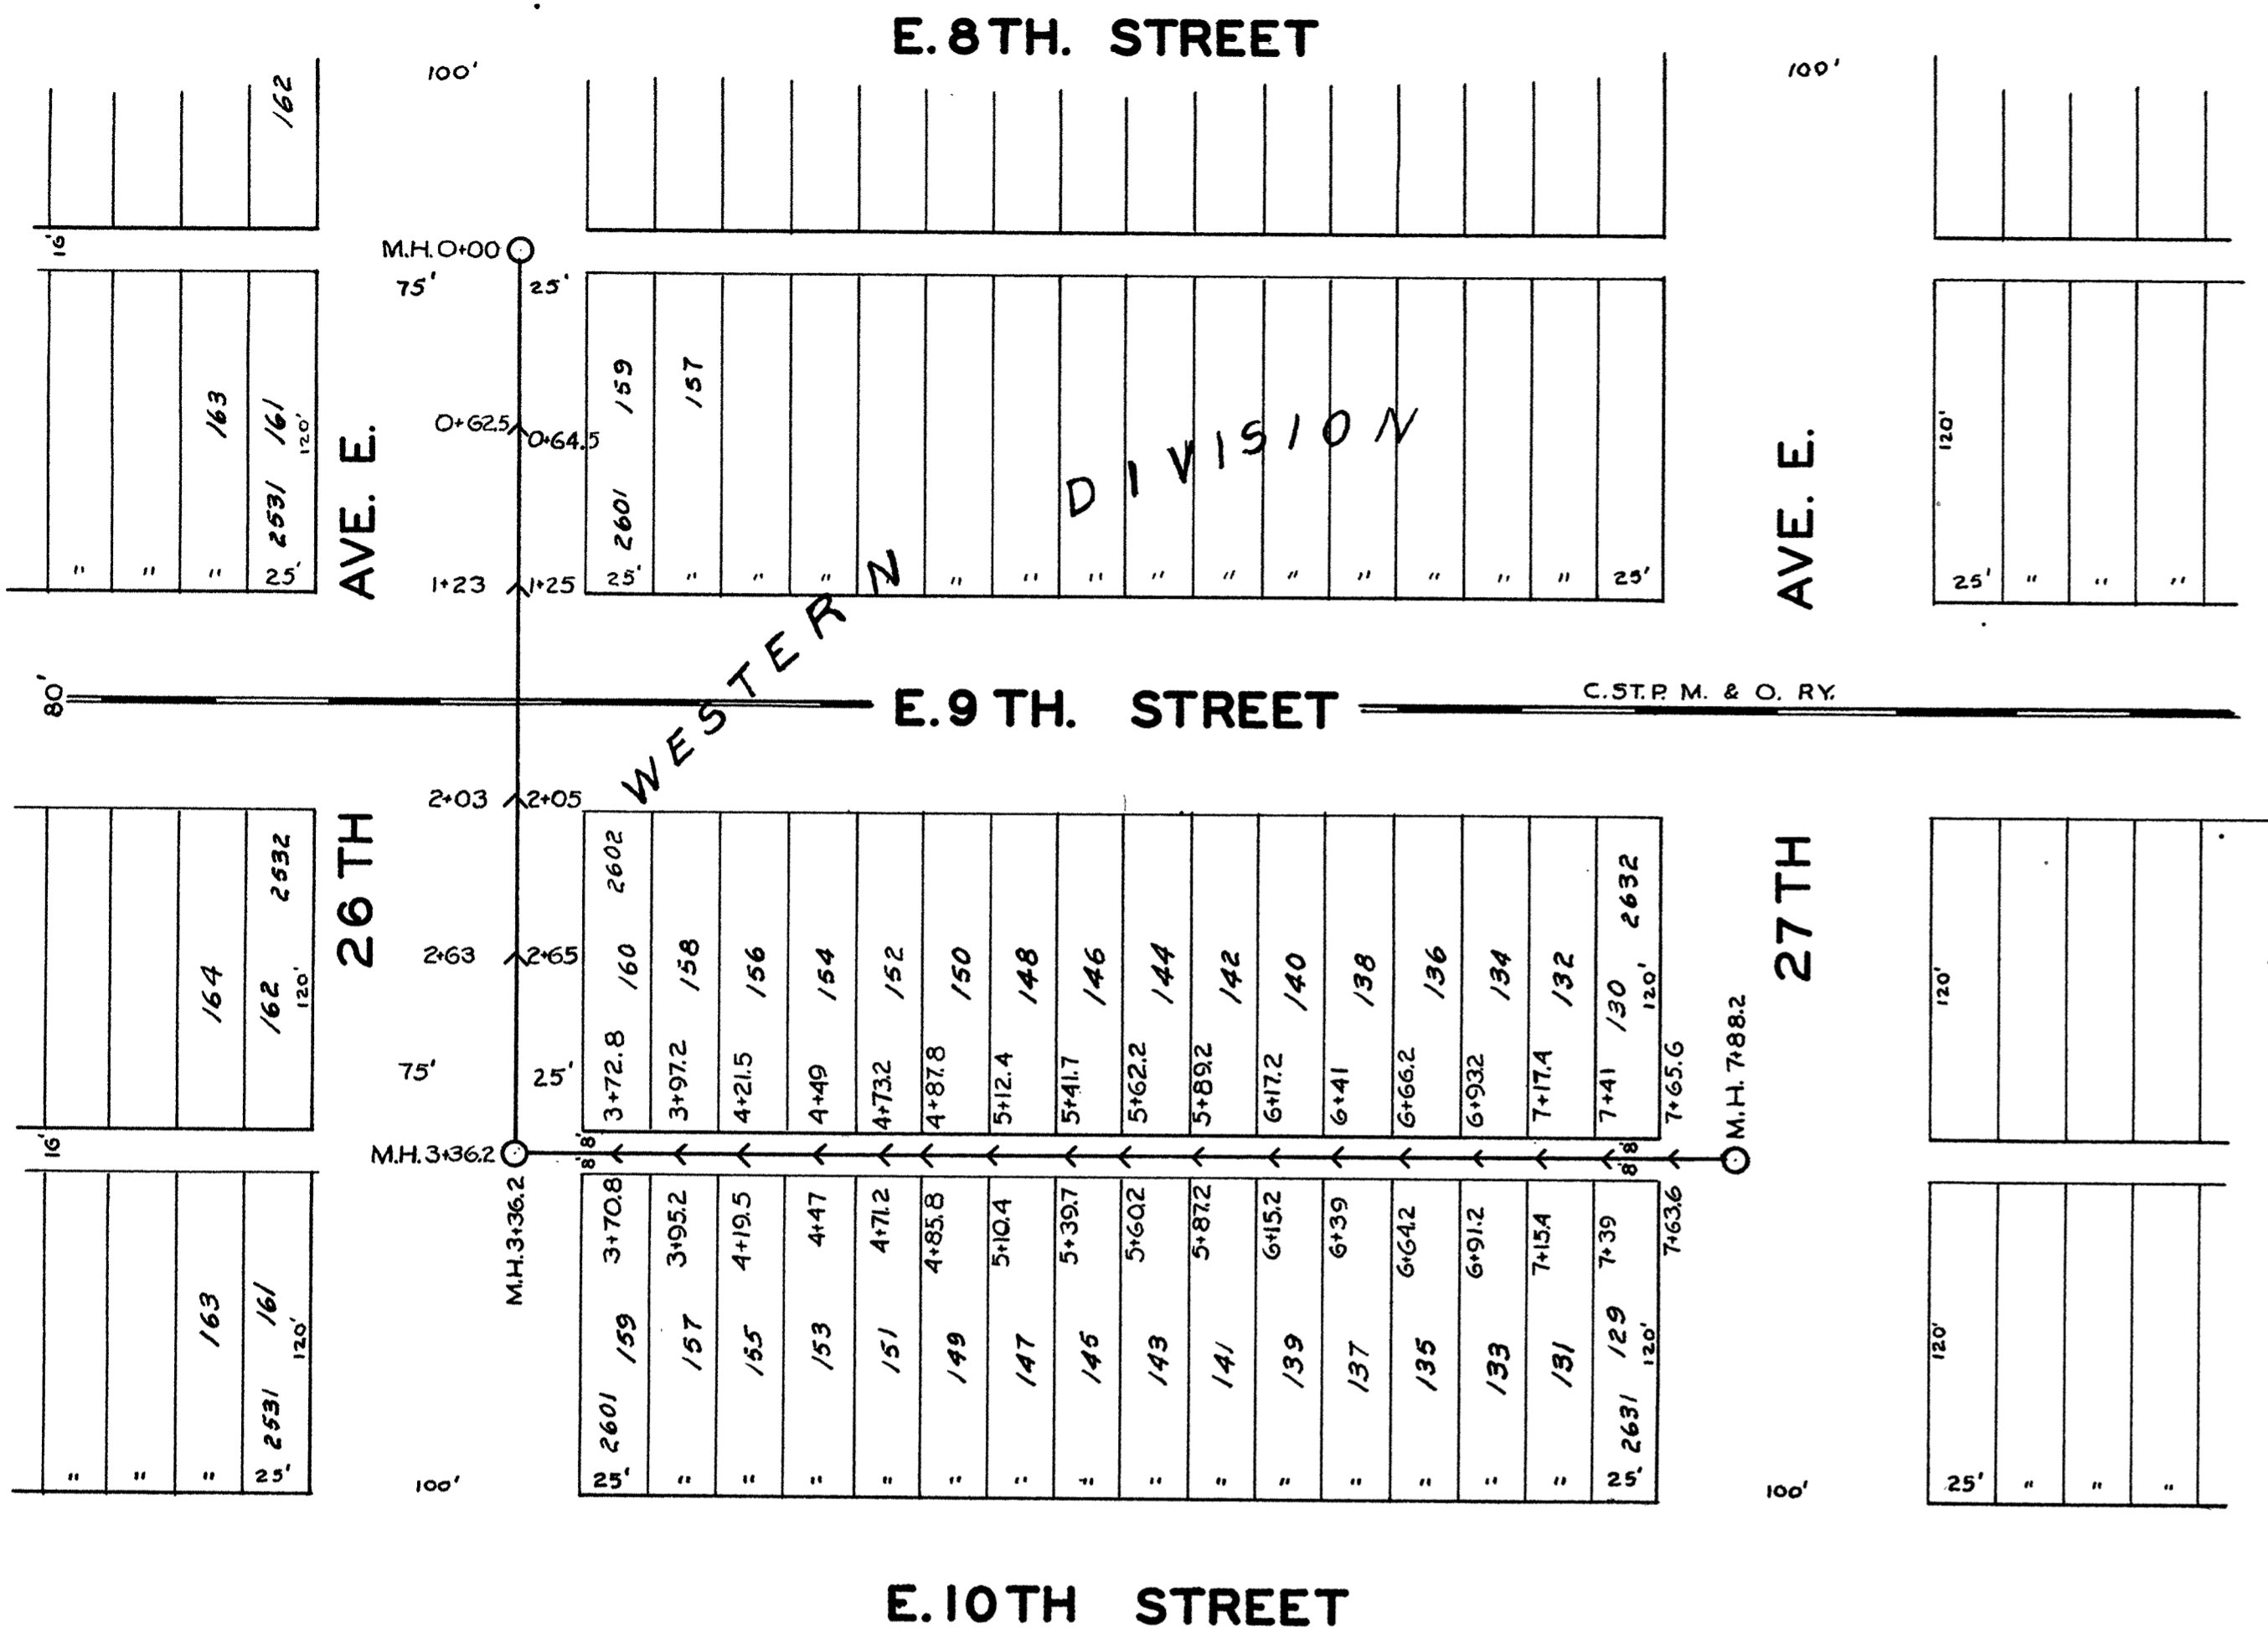 E. 8TH. STREET
100' 100'
162
16'
M.H. 0+00
75' 25'
159 157
163 161 120'
0+62.5 0+64.5
DIVISION
120'
AVE. E. AVE. E.
2531 2601
" " " 25' 1+23 1+25 25' " " " " " " " " " " " " " 25' 25' " " "
WESTERN
80' E. 9TH. STREET C. ST. P. M. & O. RY.
2+03 2+05
26TH 27TH
2532 2602 2632
2+63 2+65
164 162 120' 160 158 156 154 152 150 148 146 144 142 140 138 136 134 132 130 120' 120'
75' 25' 3+72.8 3+97.2 4+21.5 4+49 4+73.2 4+87.8 5+12.4 5+41.7 5+62.2 5+89.2 6+17.2 6+41 6+66.2 6+93.2 7+17.4 7+41 7+65.6 M.H. 7+88.2
16' M.H. 3+36.2 8' 8' 8' 8'
M.H. 3+36.2 3+70.8 3+95.2 4+19.5 4+47 4+71.2 4+85.8 5+10.4 5+39.7 5+60.2 5+87.2 6+15.2 6+39 6+64.2 6+91.2 7+15.4 7+39 7+63.6
163 161 120' 159 157 155 153 151 149 147 145 143 141 139 137 135 133 131 129 120' 120'
2531 2601 2631
" " " 25' 100' 25' " " " " " " " " " " " " " " 25' 100' 25' " " "
E. 10TH STREET